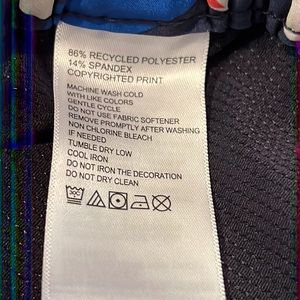 86% RECYCLED POLYESTER
14% SPANDEX
COPYRIGHTED PRINT
MACHINE WASH COLD
WITH LIKE COLORS
GENTLE CYCLE
DO NOT USE FABRIC SOFTENER
REMOVE PROMPTLY AFTER WASHING
NON CHLORINE BLEACH
IF NEEDED
TUMBLE DRY LOW
COOL IRON
DO NOT IRON THE DECORATION
DO NOT DRY CLEAN
30C